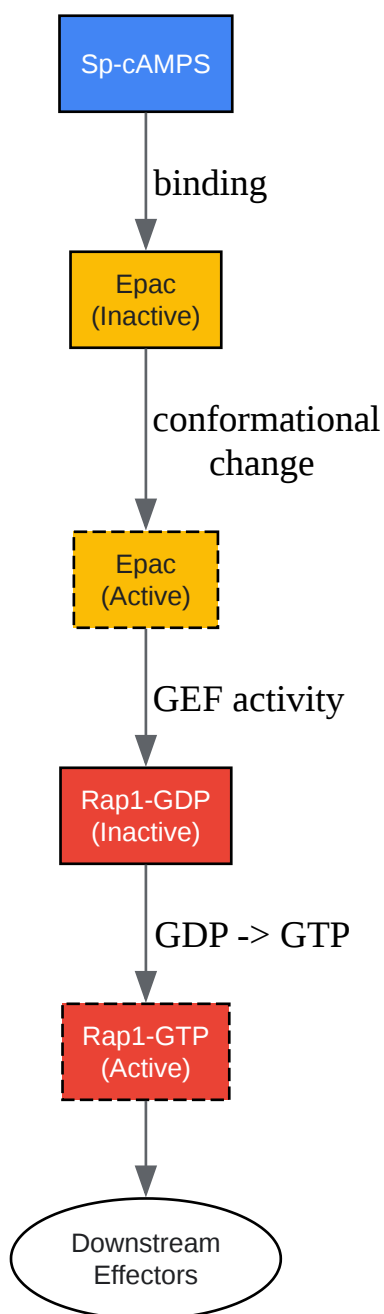 Sp-cAMPS
binding
Epac
(Inactive)
conformational
change
Epac
(Active)
GEF activity
Rap1-GDP
(Inactive)
GDP -> GTP
Rap1-GTP
(Active)
Downstream
Effectors